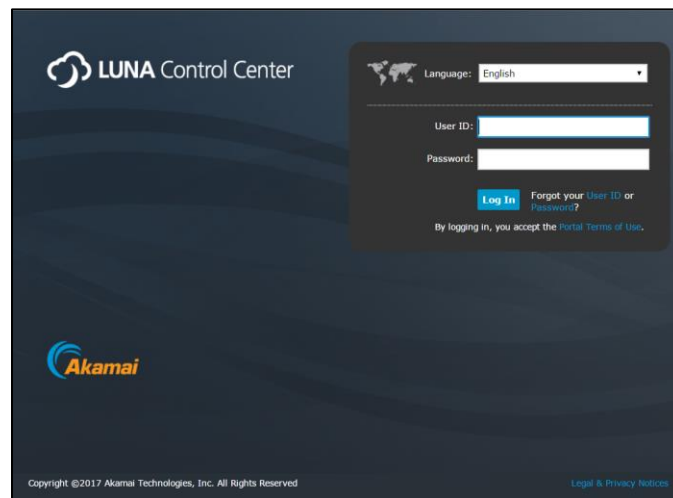 LUNA Control Center
Language: English
User ID:
Password:
Log In
Forgot your User ID or
Password?
By logging in, you accept the Portal Terms of Use.
Akamai
Copyright ©2017 Akamai Technologies, Inc. All Rights Reserved
Legal & Privacy Notices